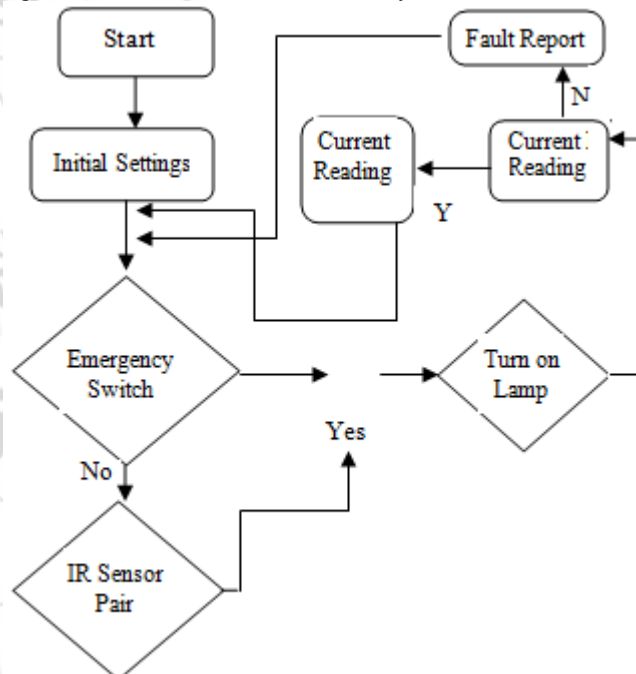 Start
Fault Report
N
Initial Settings
Current
Reading
Current
Reading
Y
Emergency
Switch
Turn on
Lamp
Yes
No
IR Sensor
Pair